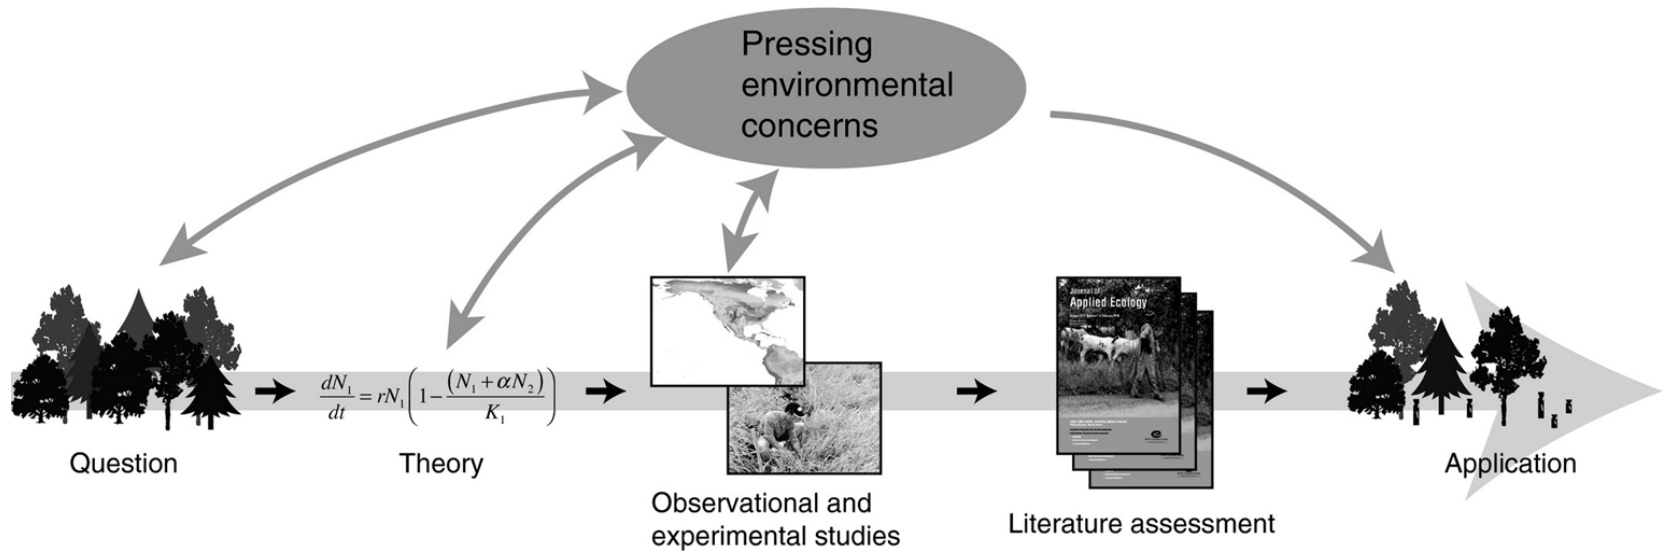 Pressing
environmental
concerns
dN₁/dt = rN₁(1 − (N₁ + αN₂)/K₁)
Journal of
Applied Ecology
Question
Theory
Observational and
experimental studies
Literature assessment
Application